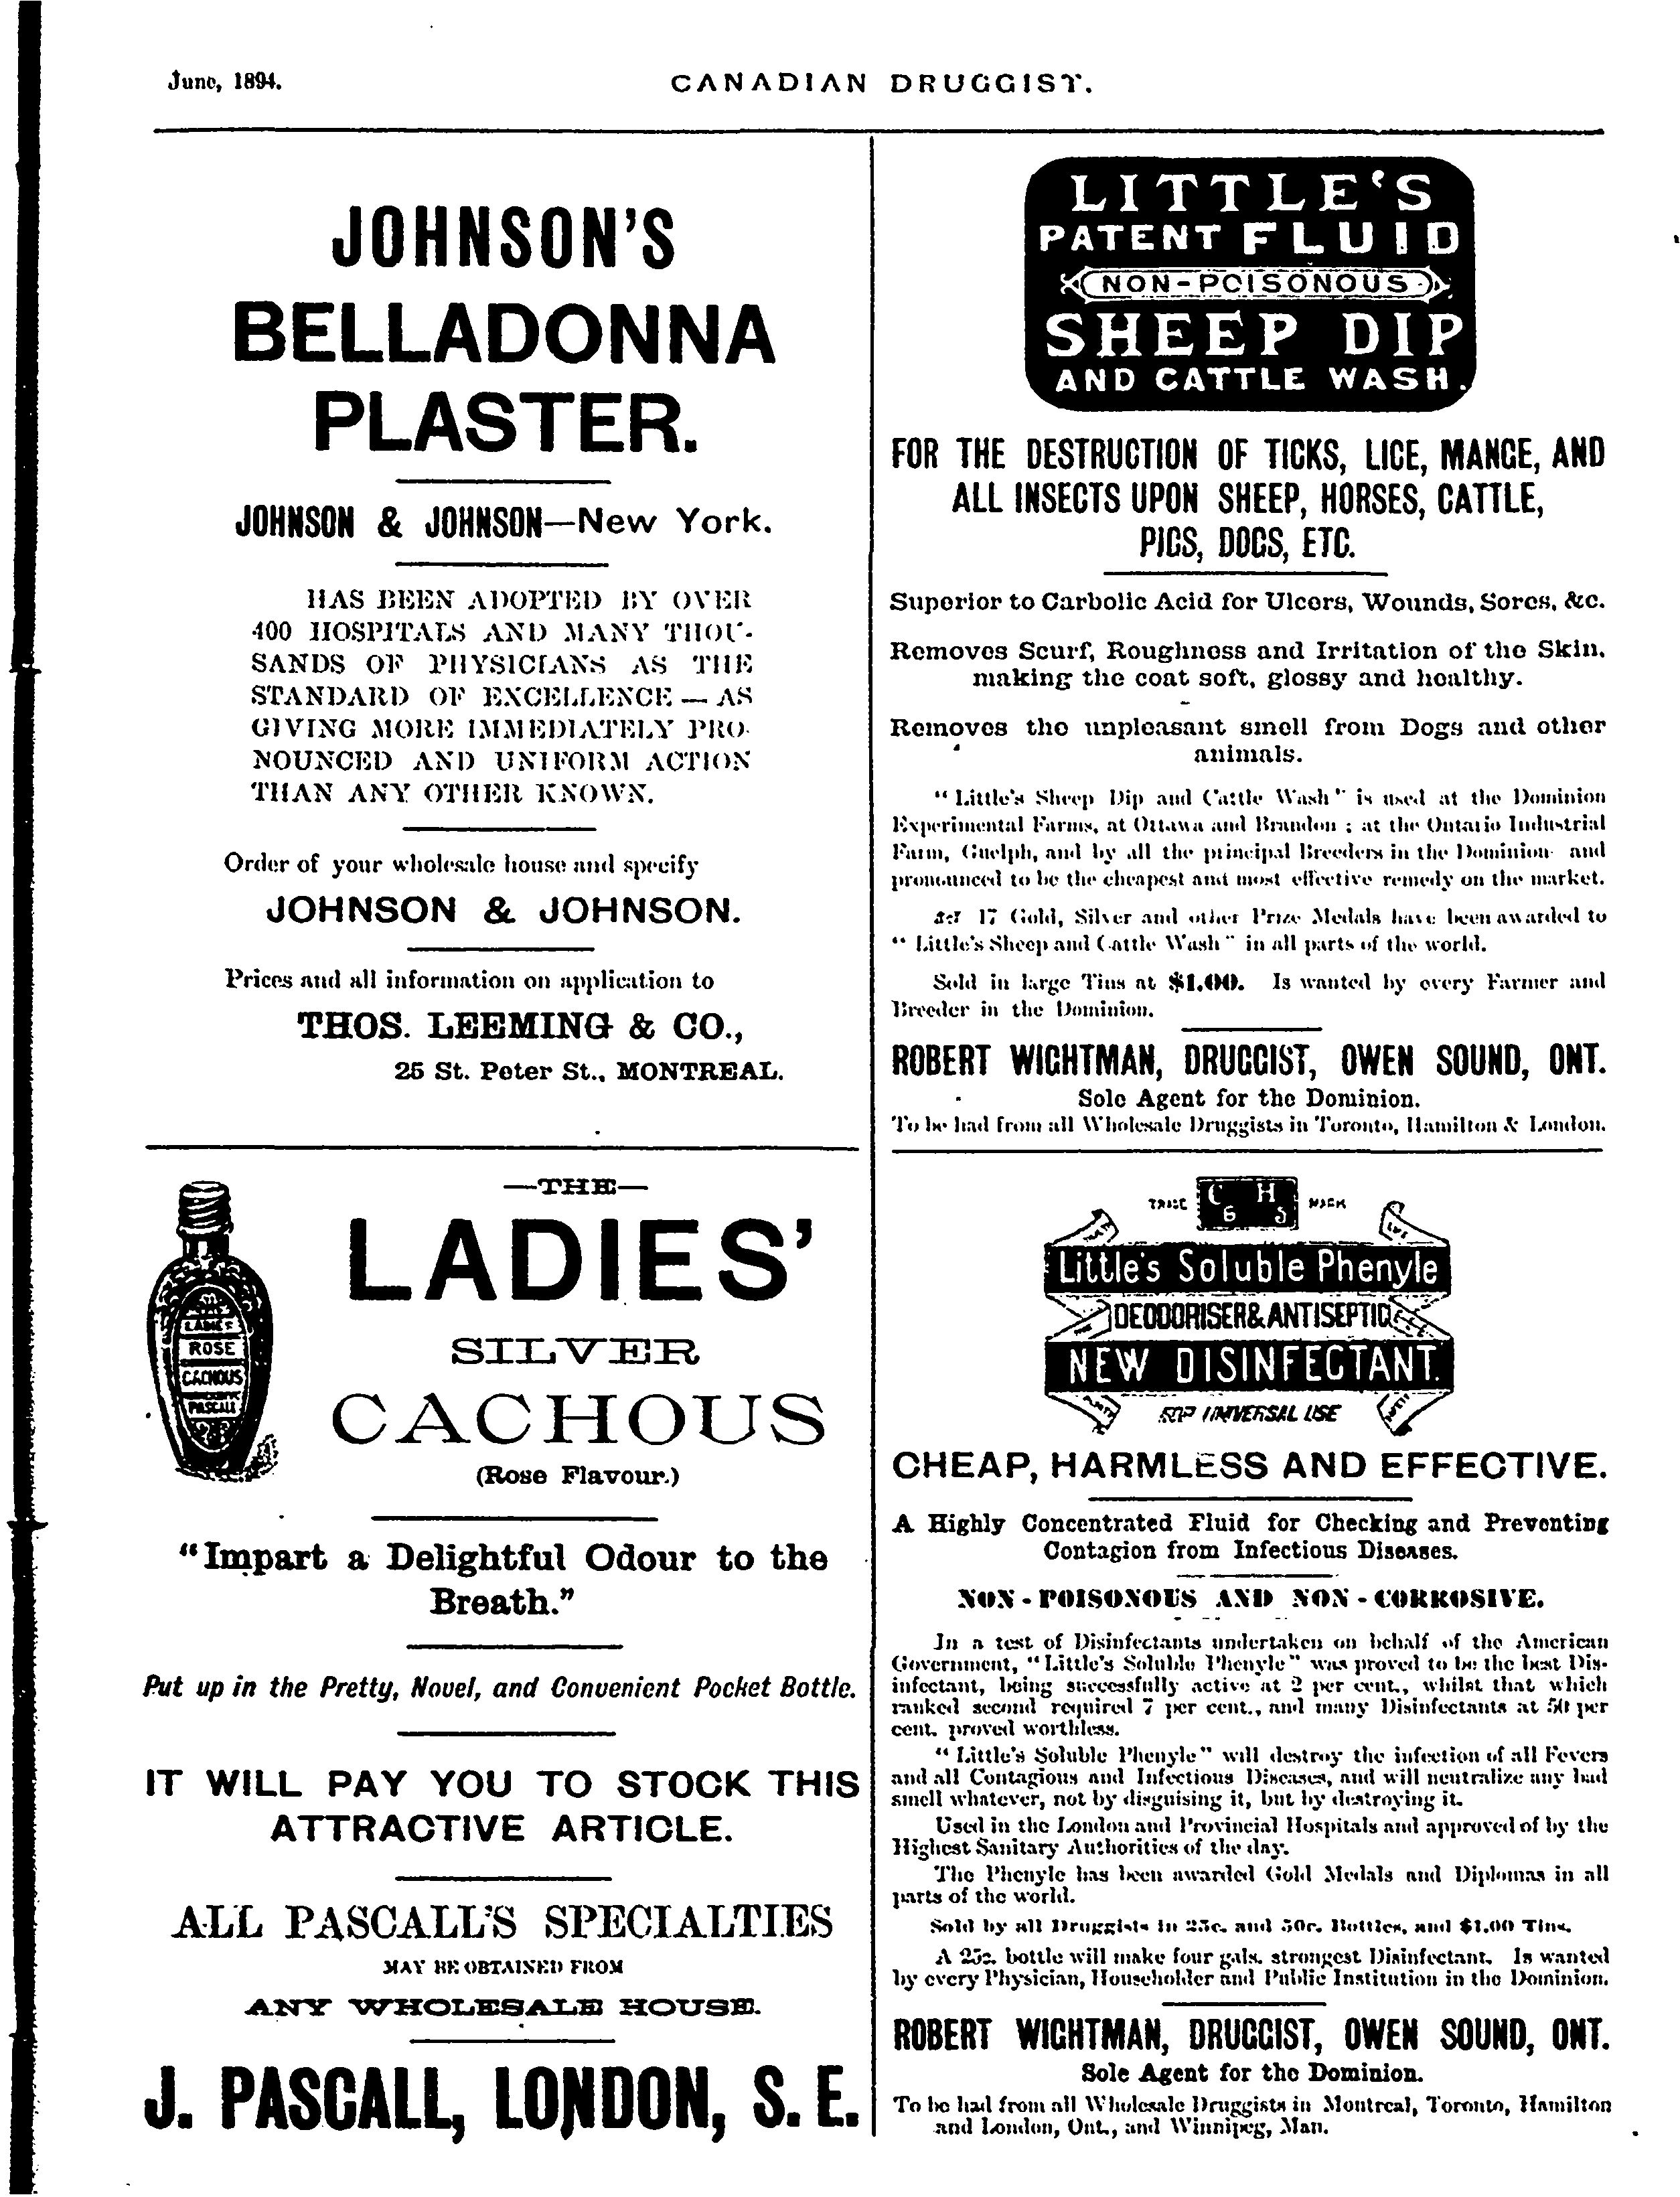 June, 1894.
CANADIAN DRUGGIST.
JOHNSON'S
BELLADONNA
PLASTER.
JOHNSON & JOHNSON—New York.
HAS BEEN ADOPTED BY OVER
400 HOSPITALS AND MANY THOU-
SANDS OF PHYSICIANS AS THE
STANDARD OF EXCELLENCE — AS
GIVING MORE IMMEDIATELY PRO-
NOUNCED AND UNIFORM ACTION
THAN ANY OTHER KNOWN.
Order of your wholesale house and specify
JOHNSON & JOHNSON.
Prices and all information on application to
THOS. LEEMING & CO.,
25 St. Peter St., MONTREAL.
—THE—
LADIES'
SILVER
CACHOUS
(Rose Flavour.)
LADIES
ROSE
CACHOUS
PASCALL
"Impart a Delightful Odour to the
Breath."
Put up in the Pretty, Novel, and Convenient Pocket Bottle.
IT WILL PAY YOU TO STOCK THIS
ATTRACTIVE ARTICLE.
ALL PASCALL'S SPECIALTIES
MAY BE OBTAINED FROM
ANY WHOLESALE HOUSE.
J. PASCALL, LONDON, S. E.
LITTLE'S
PATENT FLUID
NON-POISONOUS
SHEEP DIP
AND CATTLE WASH.
FOR THE DESTRUCTION OF TICKS, LICE, MANGE, AND
ALL INSECTS UPON SHEEP, HORSES, CATTLE,
PIGS, DOGS, ETC.
Superior to Carbolic Acid for Ulcers, Wounds, Sores, &c.
Removes Scurf, Roughness and Irritation of the Skin,
making the coat soft, glossy and healthy.
Removes the unpleasant smell from Dogs and other
animals.
"Little's Sheep Dip and Cattle Wash" is used at the Dominion
Experimental Farms, at Ottawa and Brandon; at the Ontario Industrial
Farm, Guelph, and by all the principal Breeders in the Dominion and
pronounced to be the cheapest and most effective remedy on the market.
17 Gold, Silver and other Prize Medals have been awarded to
"Little's Sheep and Cattle Wash" in all parts of the world.
Sold in large Tins at $1.00. Is wanted by every Farmer and
Breeder in the Dominion.
ROBERT WIGHTMAN, DRUGGIST, OWEN SOUND, ONT.
Sole Agent for the Dominion.
To be had from all Wholesale Druggists in Toronto, Hamilton & London.
TRADE C H MARK
6 5
Little's Soluble Phenyle
DEODORISER & ANTISEPTIC
NEW DISINFECTANT.
FOR UNIVERSAL USE
CHEAP, HARMLESS AND EFFECTIVE.
A Highly Concentrated Fluid for Checking and Preventing
Contagion from Infectious Diseases.
NON-POISONOUS AND NON-CORROSIVE.
In a test of Disinfectants undertaken on behalf of the American
Government, "Little's Soluble Phenyle" was proved to be the best Dis-
infectant, being successfully active at 2 per cent., whilst that which
ranked second required 7 per cent., and many Disinfectants at 50 per
cent. proved worthless.
"Little's Soluble Phenyle" will destroy the infection of all Fevers
and all Contagious and Infectious Diseases, and will neutralize any bad
smell whatever, not by disguising it, but by destroying it.
Used in the London and Provincial Hospitals and approved of by the
Highest Sanitary Authorities of the day.
The Phenyle has been awarded Gold Medals and Diplomas in all
parts of the world.
Sold by all Druggists in 25c. and 50c. Bottles, and $1.00 Tins.
A 25c. bottle will make four gals. strongest Disinfectant. Is wanted
by every Physician, Householder and Public Institution in the Dominion.
ROBERT WIGHTMAN, DRUGGIST, OWEN SOUND, ONT.
Sole Agent for the Dominion.
To be had from all Wholesale Druggists in Montreal, Toronto, Hamilton
and London, Ont., and Winnipeg, Man.